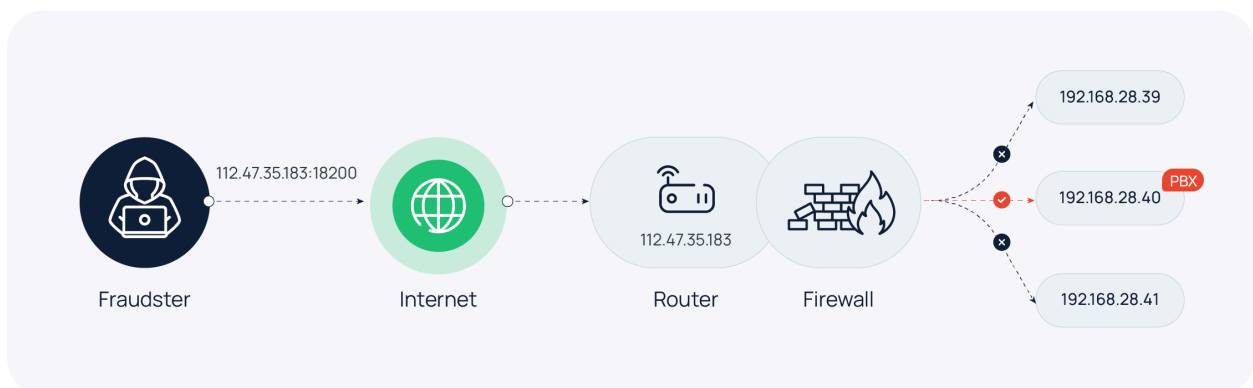 112.47.35.183:18200
Fraudster
Internet
112.47.35.183
Router
Firewall
192.168.28.39
PBX
192.168.28.40
192.168.28.41